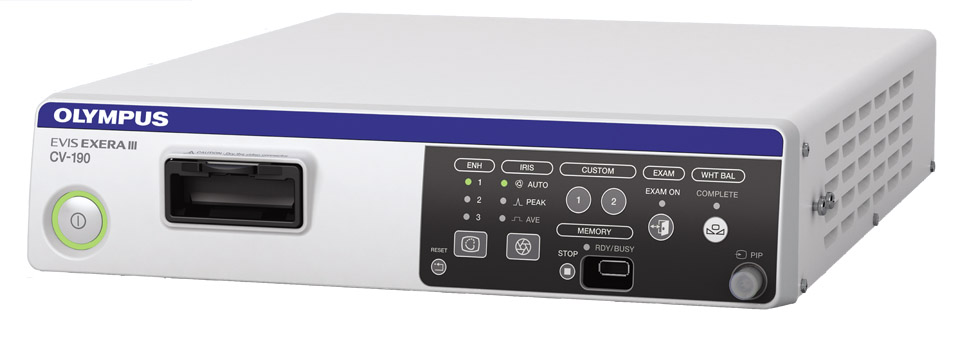 OLYMPUS
EVIS EXERA III
CV-190
ENH
IRIS
CUSTOM
EXAM
WHT BAL
1
2
3
AUTO
PEAK
AVE
1
2
EXAM ON
COMPLETE
MEMORY
RDY/BUSY
STOP
RESET
PIP